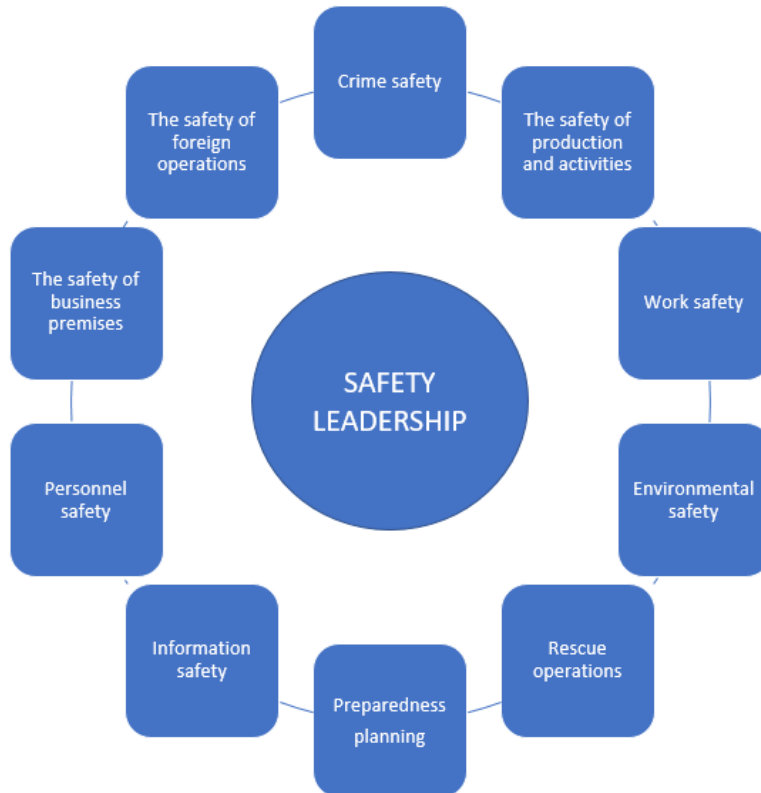 Crime safety
The safety of
production
and activities
Work safety
Environmental
safety
Rescue
operations
Preparedness
planning
Information
safety
Personnel
safety
The safety of
business
premises
The safety of
foreign
operations
SAFETY
LEADERSHIP